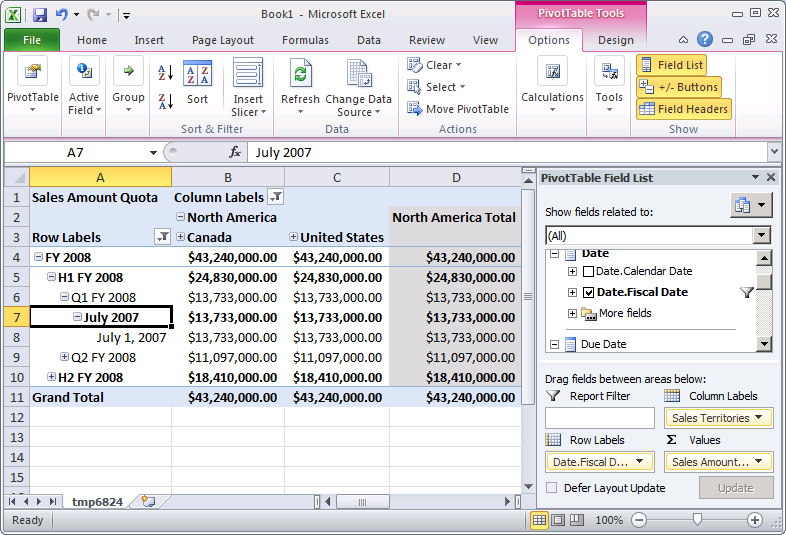 Book1 - Microsoft Excel
PivotTable Tools
File Home Insert Page Layout Formulas Data Review View Options Design
PivotTable
Active Field
Group
Sort
Insert Slicer
Refresh
Change Data Source
Clear
Select
Move PivotTable
Calculations
Tools
Field List
+/- Buttons
Field Headers
Sort & Filter
Data
Actions
Show
A7
fx
July 2007
A B C D
1 Sales Amount Quota Column Labels
2 North America North America Total
3 Row Labels Canada United States
4 FY 2008 $43,240,000.00 $43,240,000.00 $43,240,000.00
5 H1 FY 2008 $24,830,000.00 $24,830,000.00 $24,830,000.00
6 Q1 FY 2008 $13,733,000.00 $13,733,000.00 $13,733,000.00
7 July 2007 $13,733,000.00 $13,733,000.00 $13,733,000.00
8 July 1, 2007 $13,733,000.00 $13,733,000.00 $13,733,000.00
9 Q2 FY 2008 $11,097,000.00 $11,097,000.00 $11,097,000.00
10 H2 FY 2008 $18,410,000.00 $18,410,000.00 $18,410,000.00
11 Grand Total $43,240,000.00 $43,240,000.00 $43,240,000.00
12
13
14
15
tmp6824
Ready
PivotTable Field List
Show fields related to:
(All)
Date
Date.Calendar Date
Date.Fiscal Date
More fields
Due Date
Drag fields between areas below:
Report Filter
Column Labels
Sales Territories
Row Labels
Σ Values
Date.Fiscal D...
Sales Amount...
Defer Layout Update
Update
100%